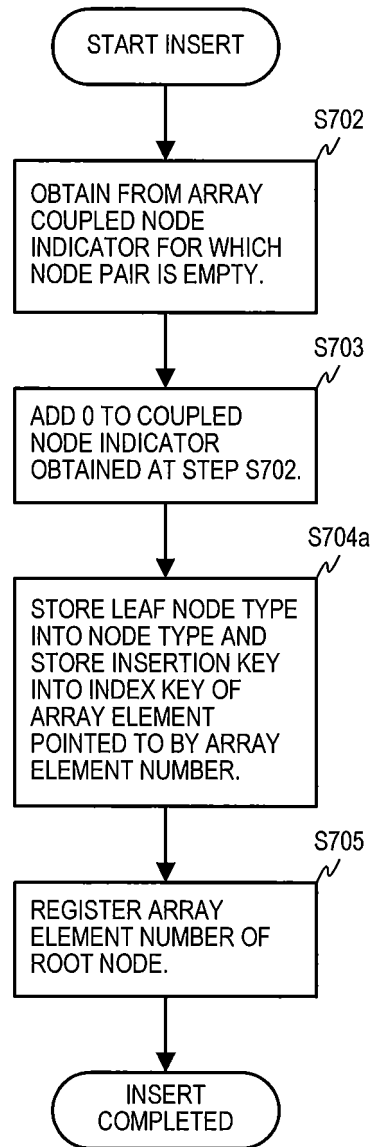 START INSERT
S702
OBTAIN FROM ARRAY
COUPLED NODE
INDICATOR FOR WHICH
NODE PAIR IS EMPTY.
S703
ADD 0 TO COUPLED
NODE INDICATOR
OBTAINED AT STEP S702.
S704a
STORE LEAF NODE TYPE
INTO NODE TYPE AND
STORE INSERTION KEY
INTO INDEX KEY OF
ARRAY ELEMENT
POINTED TO BY ARRAY
ELEMENT NUMBER.
S705
REGISTER ARRAY
ELEMENT NUMBER OF
ROOT NODE.
INSERT
COMPLETED